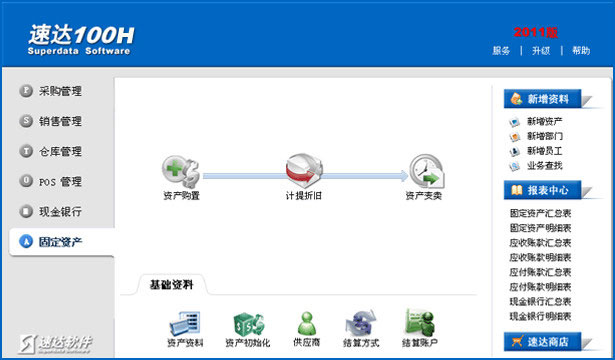 速达100H
Superdata Software
2011版
服务 | 升级 | 帮助
P 采购管理
S 销售管理
T 仓库管理
O POS 管理
现金银行
A 固定资产
资产购置
计提折旧
资产变卖
基础资料
资产资料
资产初始化
供应商
结算方式
结算账户
新增资料
新增资产
新增部门
新增员工
业务查找
报表中心
固定资产汇总表
固定资产明细表
应收账款汇总表
应收账款明细表
应付账款汇总表
应付账款明细表
现金银行汇总表
现金银行明细表
速达商店
速达软件
Superdata Software